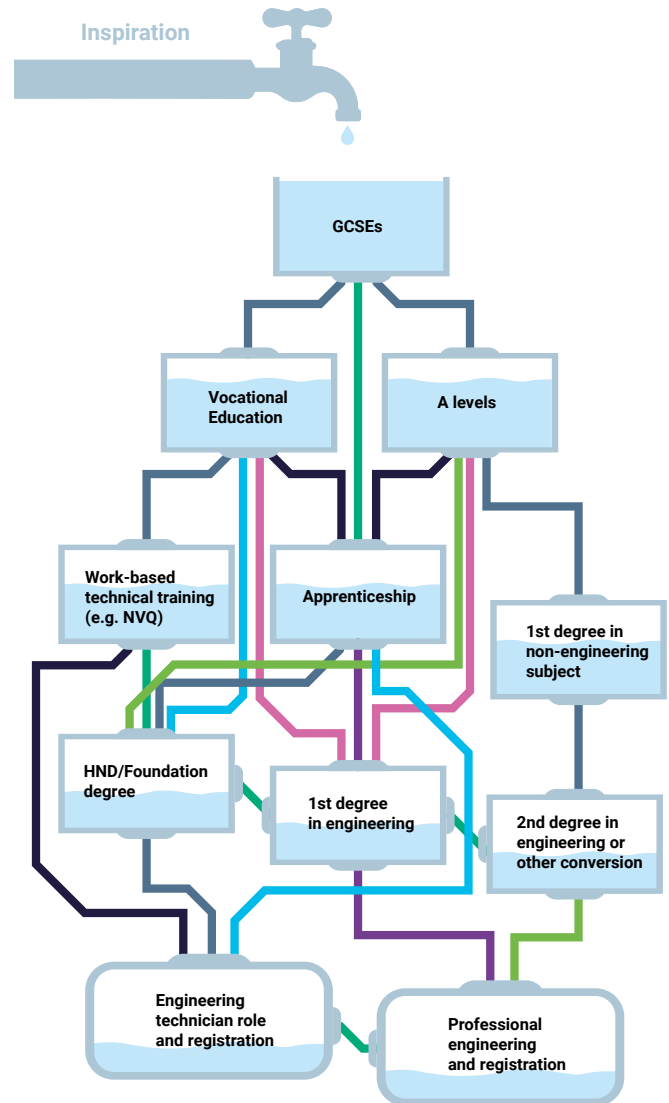 Inspiration
GCSEs
Vocational
Education
A levels
Work-based
technical training
(e.g. NVQ)
Apprenticeship
1st degree in
non-engineering
subject
HND/Foundation
degree
1st degree
in engineering
2nd degree in
engineering or
other conversion
Engineering
technician role
and registration
Professional
engineering
and registration